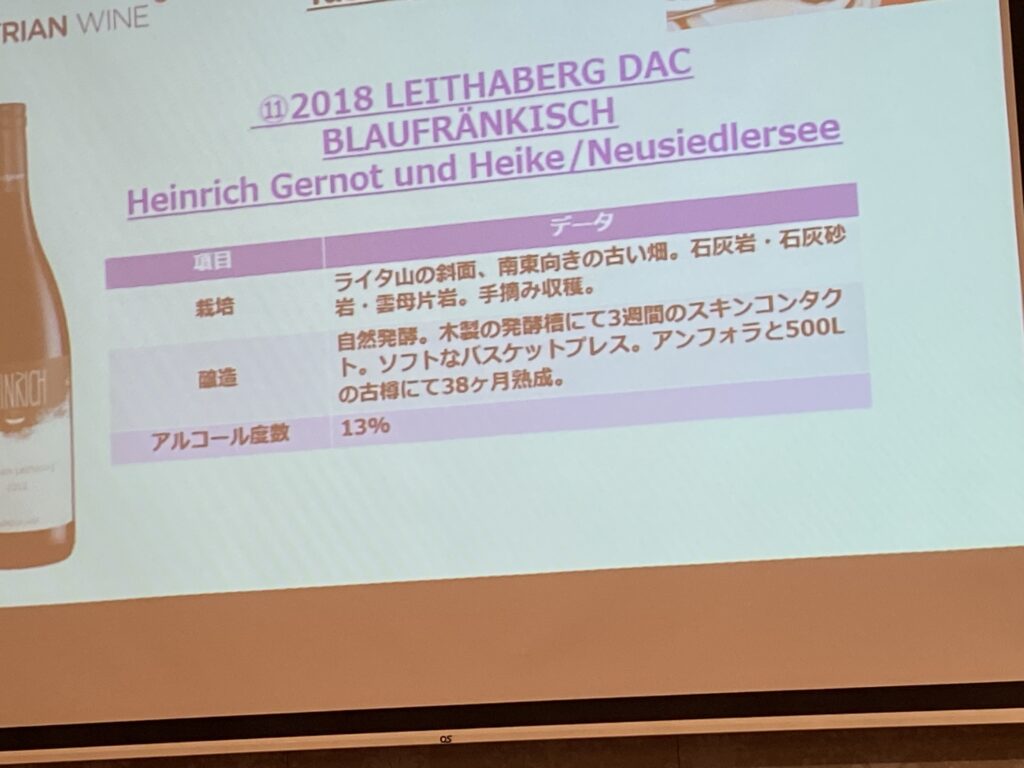 TRIAN WINE
⑪2018 LEITHABERG DAC
BLAUFRÄNKISCH
Heinrich Gernot und Heike/Neusiedlersee
項目 データ
栽培 ライタ山の斜面、南東向きの古い畑。石灰岩・石灰砂
岩・雲母片岩。手摘み収穫。
醸造 自然発酵。木製の発酵槽にて3週間のスキンコンタク
ト。ソフトなバスケットプレス。アンフォラと500L
の古樽にて38ヶ月熟成。
アルコール度数 13%
INRICH
OS